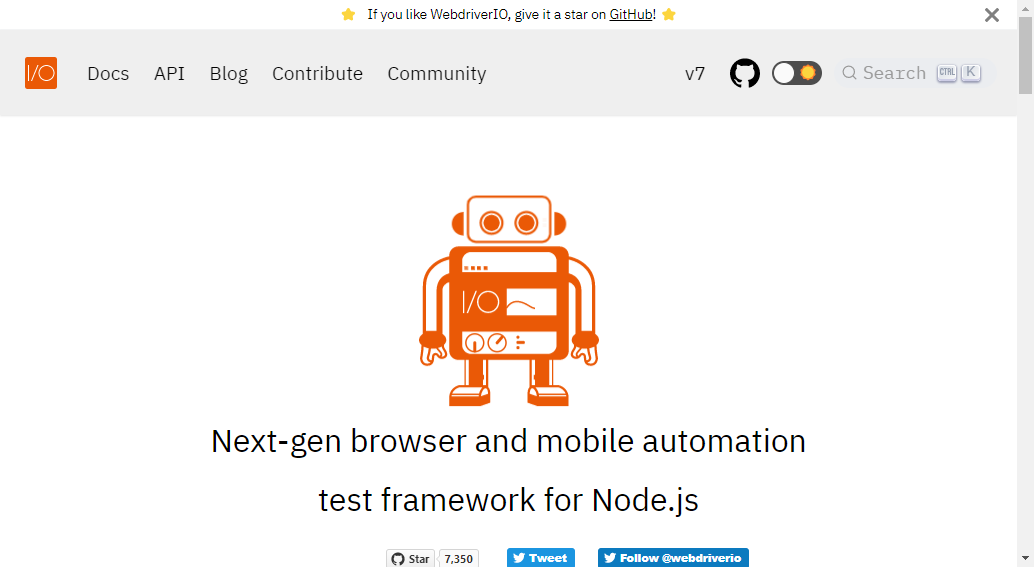 If you like WebdriverIO, give it a star on GitHub!
I/O
Docs API Blog Contribute Community v7 Search CTRL K
I/O
Next-gen browser and mobile automation
test framework for Node.js
Star 7,350 Tweet Follow @webdriverio